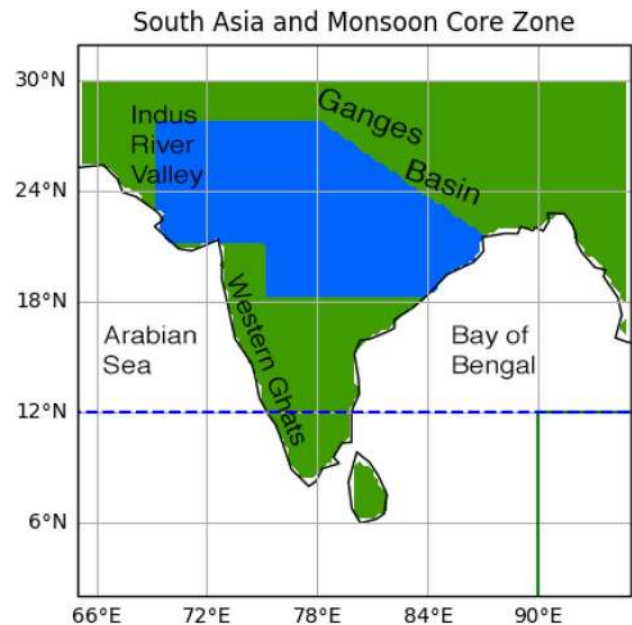 South Asia and Monsoon Core Zone
30°N
24°N
18°N
12°N
6°N
Indus
River
Valley
Ganges
Basin
Western Ghats
Arabian
Sea
Bay of
Bengal
66°E 72°E 78°E 84°E 90°E